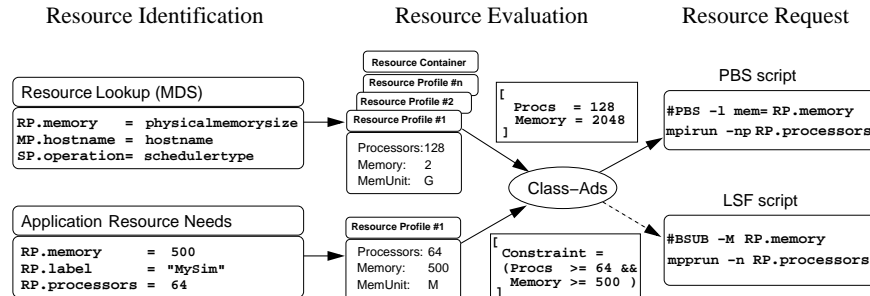 Resource Identification
Resource Evaluation
Resource Request
Resource Lookup (MDS)
RP.memory = physicalmemorysize
MP.hostname = hostname
SP.operation= schedulertype
Application Resource Needs
RP.memory = 500
RP.label = "MySim"
RP.processors = 64
Resource Container
Resource Profile #n
Resource Profile #2
Resource Profile #1
Processors:128
Memory: 2
MemUnit: G
Resource Profile #1
Processors: 64
Memory: 500
MemUnit: M
[
Procs = 128
Memory = 2048
]
Class-Ads
[
Constraint =
(Procs >= 64 &&
Memory >= 500 )
]
PBS script
#PBS -l mem= RP.memory
mpirun -np RP.processors
LSF script
#BSUB -M RP.memory
mpprun -n RP.processors